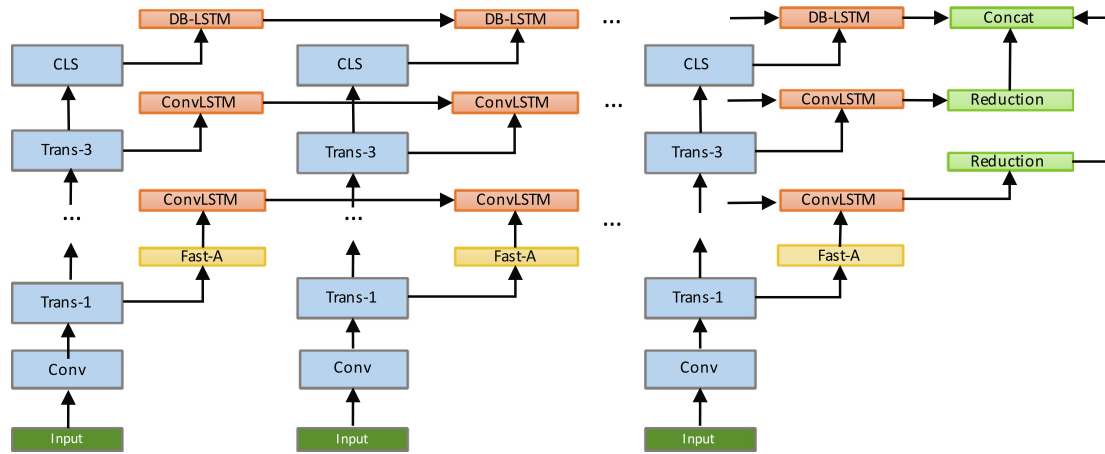 DB-LSTM DB-LSTM ... DB-LSTM Concat
CLS CLS CLS
ConvLSTM ConvLSTM ... ConvLSTM Reduction
Trans-3 Trans-3 Trans-3 Reduction
ConvLSTM ConvLSTM ConvLSTM
... ... ...
Fast-A Fast-A Fast-A
Trans-1 Trans-1 Trans-1
Conv Conv Conv
Input Input Input